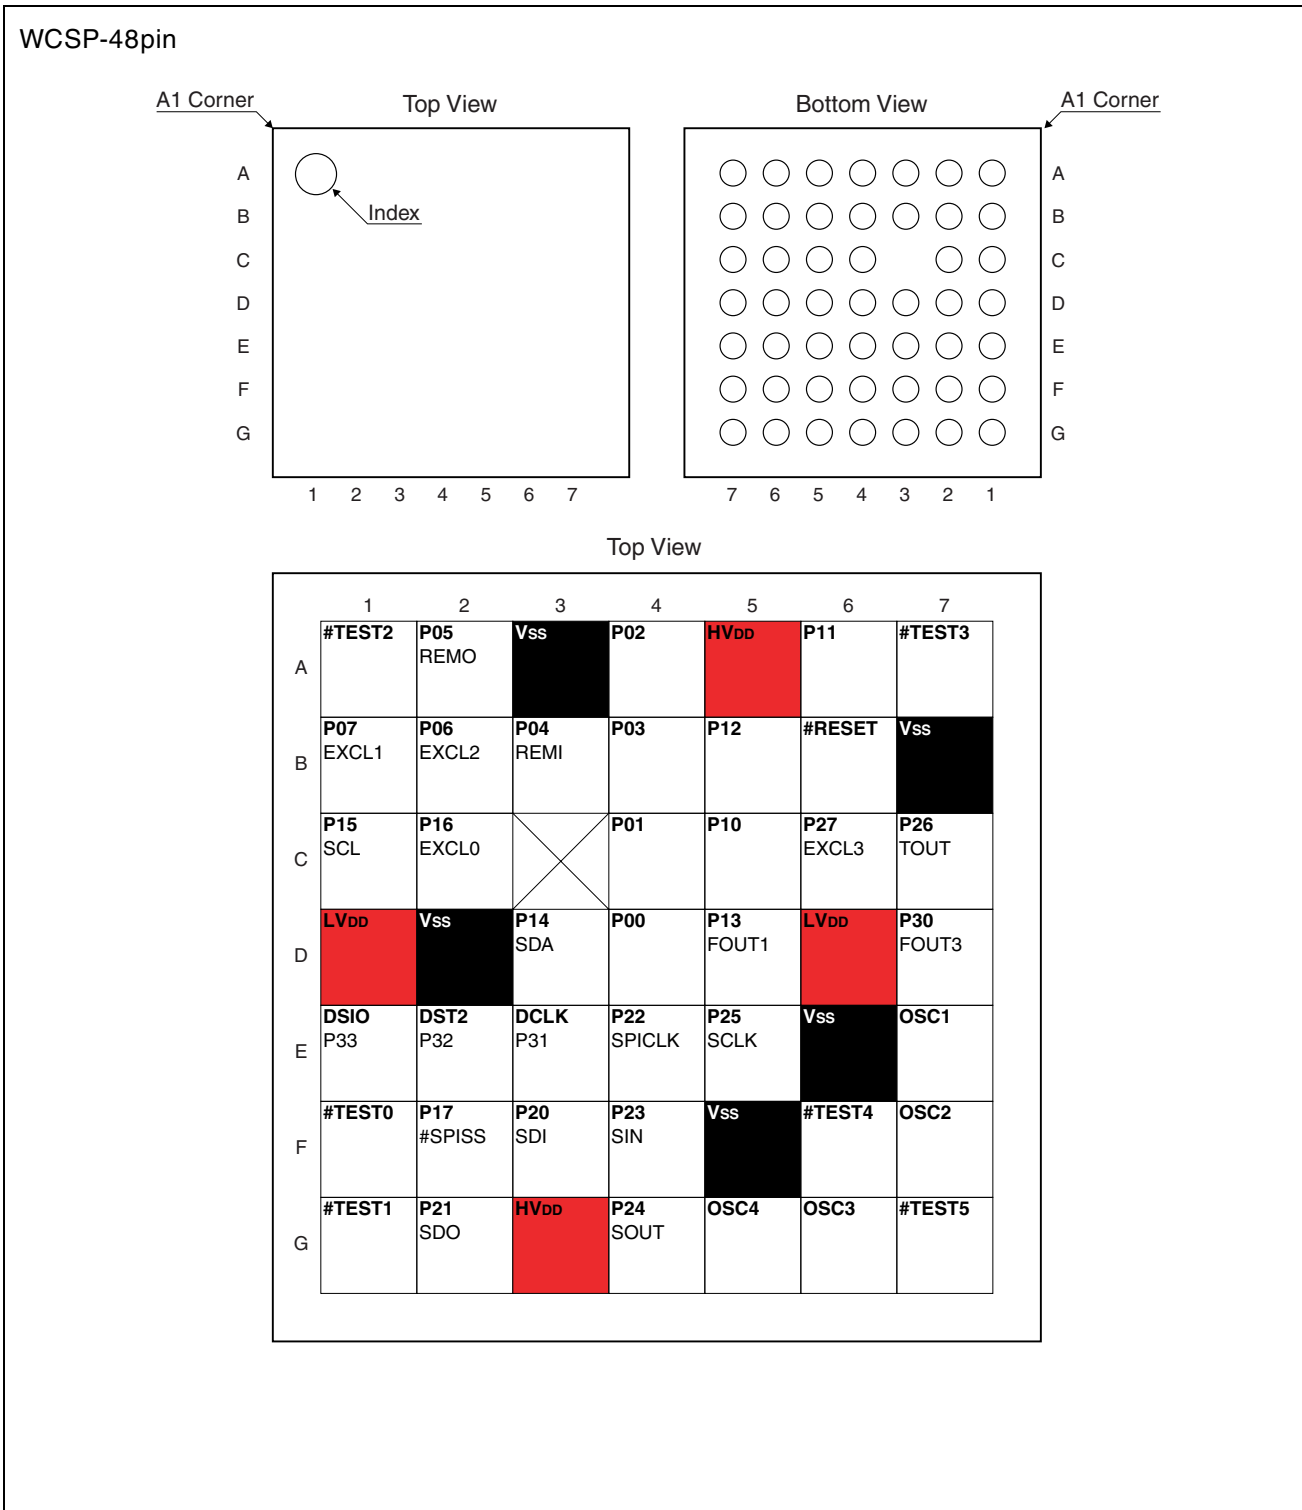 WCSP-48pin
A1 Corner Top View Bottom View A1 Corner
A A
Index
B B
C C
D D
E E
F F
G G
1 2 3 4 5 6 7 7 6 5 4 3 2 1
Top View
1 2 3 4 5 6 7
#TEST2 P05 VSS P02 HVDD P11 #TEST3
REMO
A
P07 P06 P04 P03 P12 #RESET VSS
EXCL1 EXCL2 REMI
B
P15 P16 P01 P10 P27 P26
SCL EXCL0 EXCL3 TOUT
C
LVDD VSS P14 P00 P13 LVDD P30
SDA FOUT1 FOUT3
D
DSIO DST2 DCLK P22 P25 VSS OSC1
P33 P32 P31 SPICLK SCLK
E
#TEST0 P17 P20 P23 VSS #TEST4 OSC2
#SPISS SDI SIN
F
#TEST1 P21 HVDD P24 OSC4 OSC3 #TEST5
SDO SOUT
G